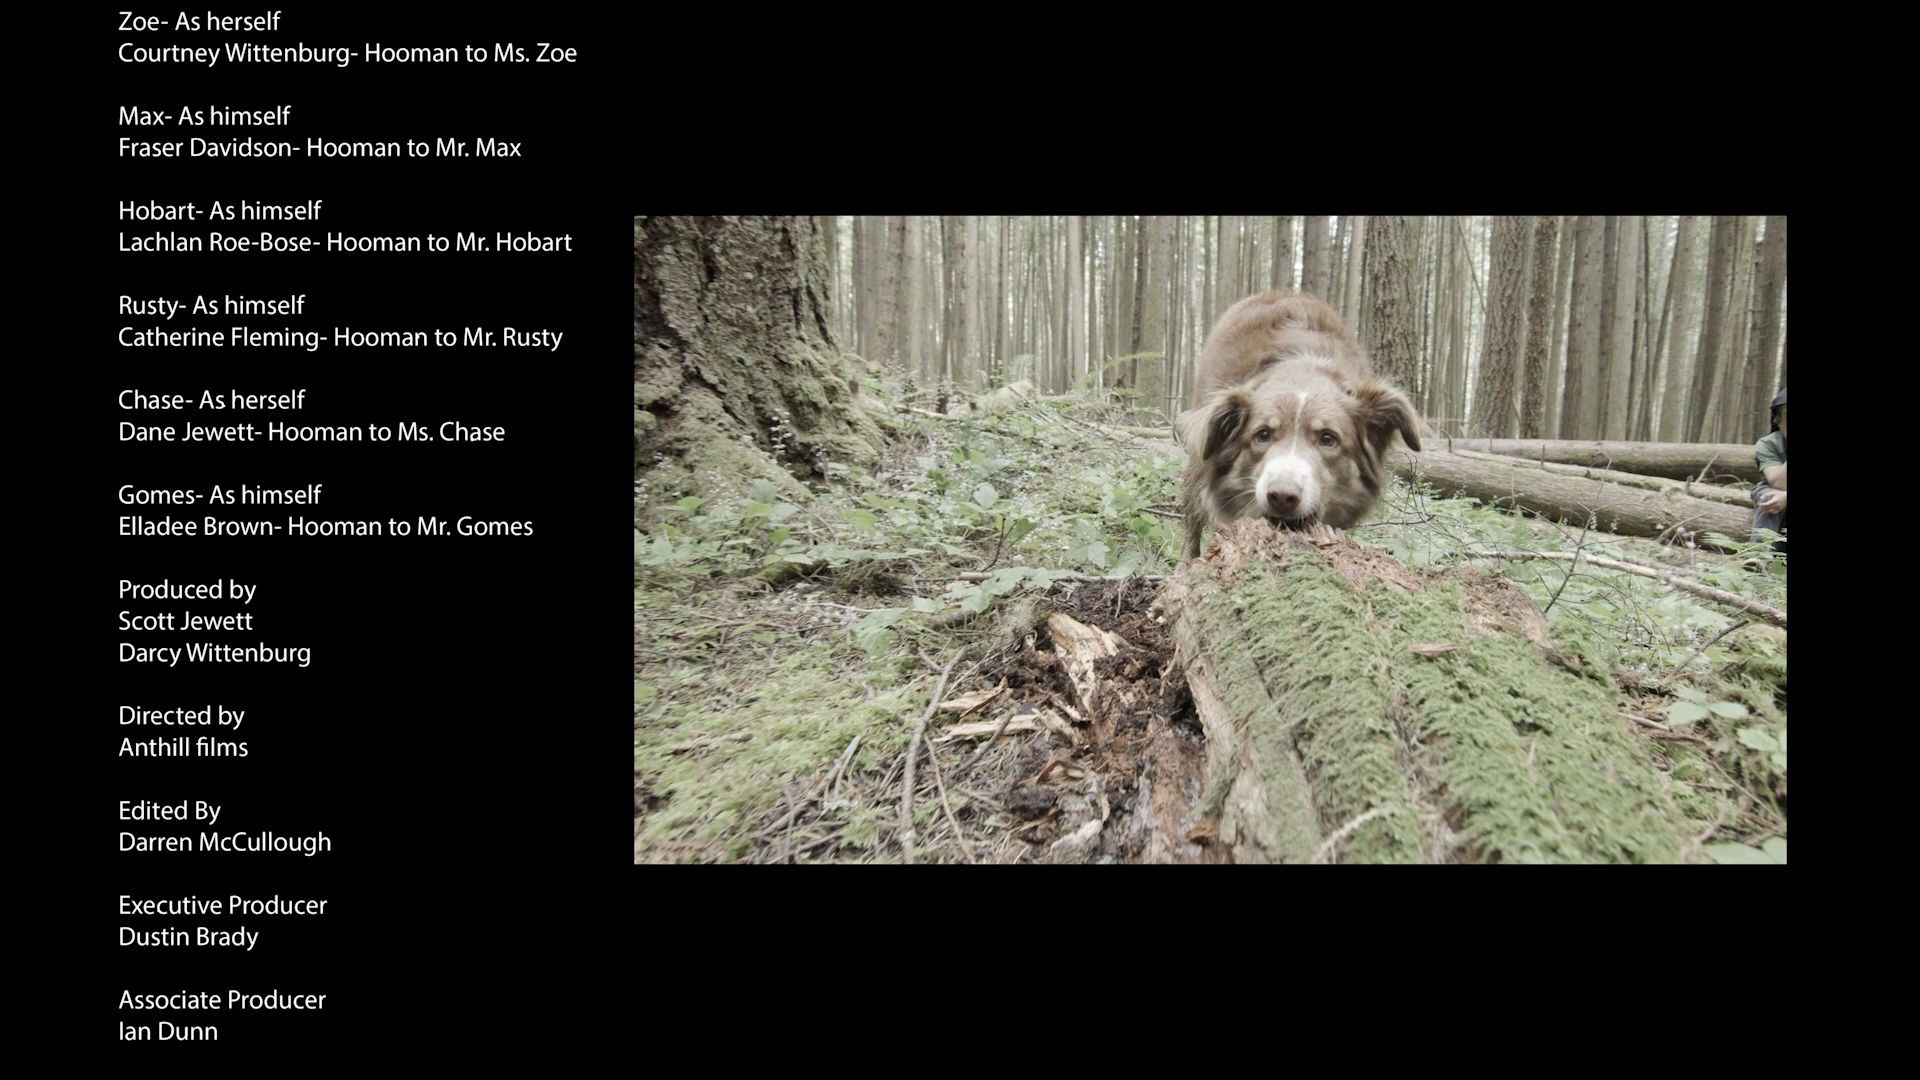 Zoe- As herself
Courtney Wittenburg- Hooman to Ms. Zoe
Max- As himself
Fraser Davidson- Hooman to Mr. Max
Hobart- As himself
Lachlan Roe-Bose- Hooman to Mr. Hobart
Rusty- As himself
Catherine Fleming- Hooman to Mr. Rusty
Chase- As herself
Dane Jewett- Hooman to Ms. Chase
Gomes- As himself
Elladee Brown- Hooman to Mr. Gomes
Produced by
Scott Jewett
Darcy Wittenburg
Directed by
Anthill films
Edited By
Darren McCullough
Executive Producer
Dustin Brady
Associate Producer
Ian Dunn